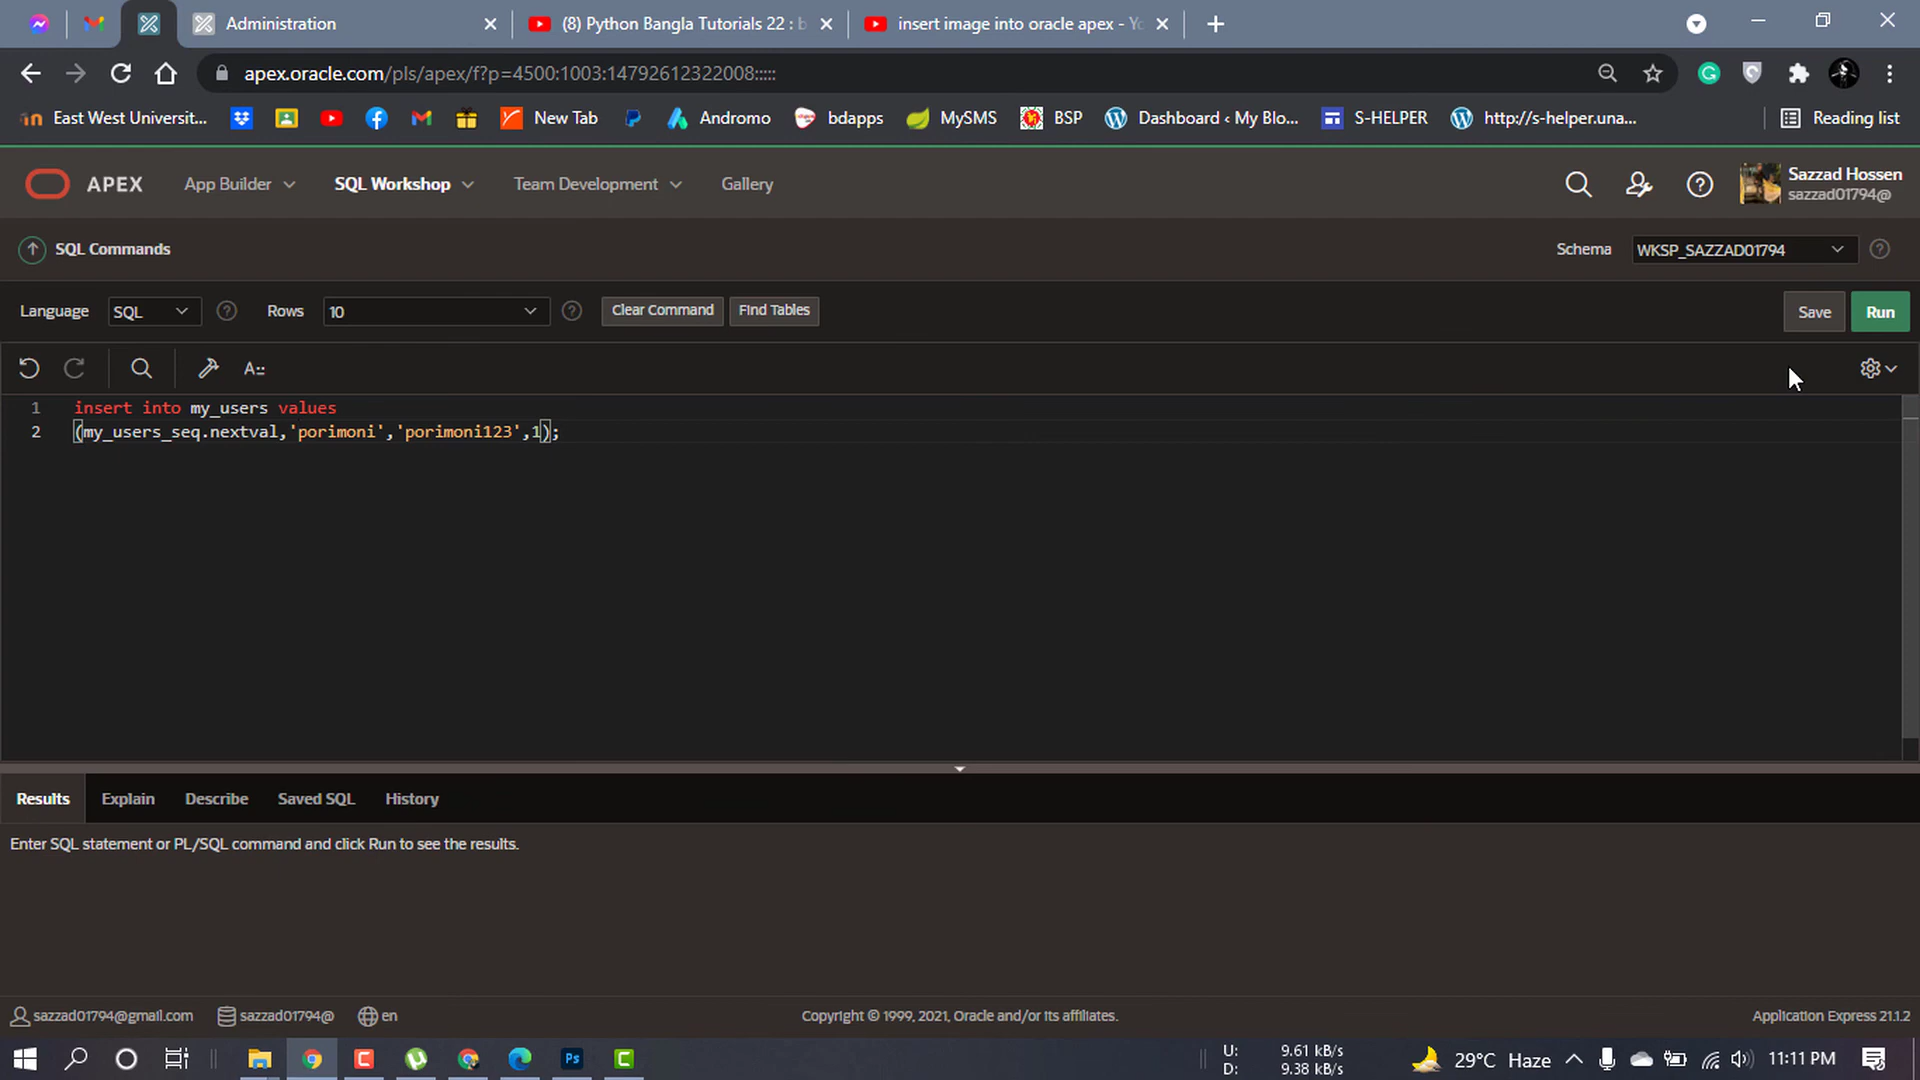 Administration
(8) Python Bangla Tutorials 22 : b
insert image into oracle apex - Yo
apex.oracle.com/pls/apex/f?p=4500:1003:14792612322008:::::
East West Universit...
New Tab
Andromo
bdapps
MySMS
BSP
Dashboard ‹ My Blo...
S-HELPER
http://s-helper.una...
Reading list
APEX
App Builder
SQL Workshop
Team Development
Gallery
Sazzad Hossen
sazzad01794@
SQL Commands
Schema
WKSP_SAZZAD01794
Language
SQL
Rows
10
Clear Command
Find Tables
Save
Run
A::
1 insert into my_users values
2 (my_users_seq.nextval,'porimoni','porimoni123',1);
Results
Explain
Describe
Saved SQL
History
Enter SQL statement or PL/SQL command and click Run to see the results.
sazzad01794@gmail.com
sazzad01794@
en
Copyright © 1999, 2021, Oracle and/or its affiliates.
Application Express 21.1.2
U: 9.61 kB/s
D: 9.38 kB/s
29°C Haze
11:11 PM
Ps